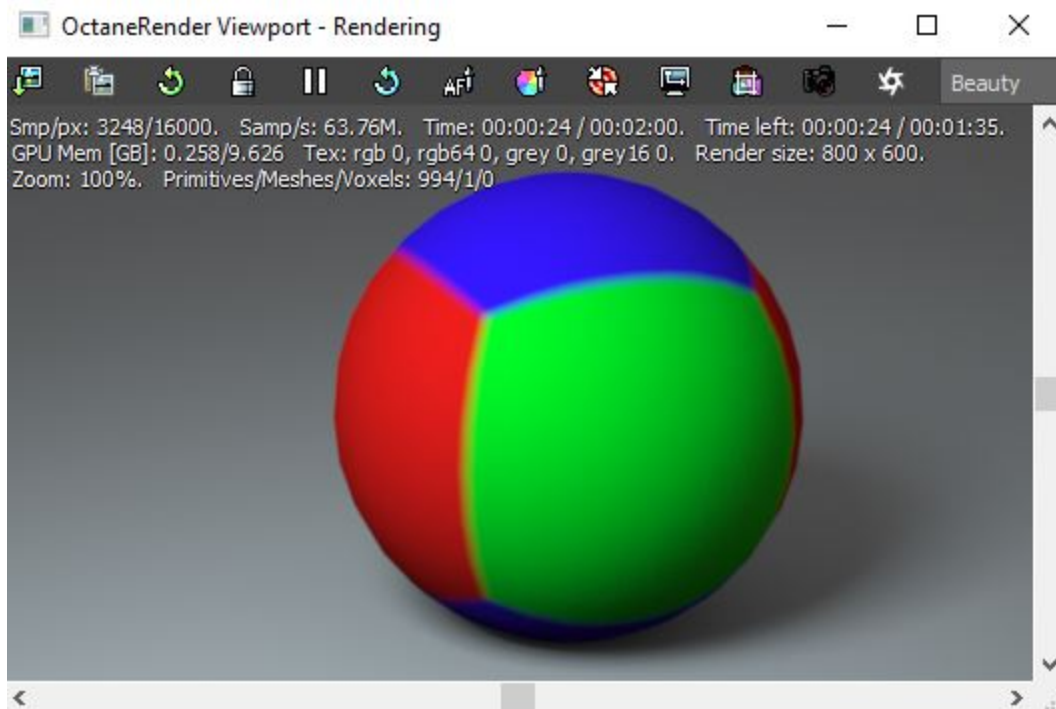 OctaneRender Viewport - Rendering
AF
Beauty
Smp/px: 3248/16000. Samp/s: 63.76M. Time: 00:00:24 / 00:02:00. Time left: 00:00:24 / 00:01:35.
GPU Mem [GB]: 0.258/9.626 Tex: rgb 0, rgb64 0, grey 0, grey16 0. Render size: 800 x 600.
Zoom: 100%. Primitives/Meshes/Voxels: 994/1/0